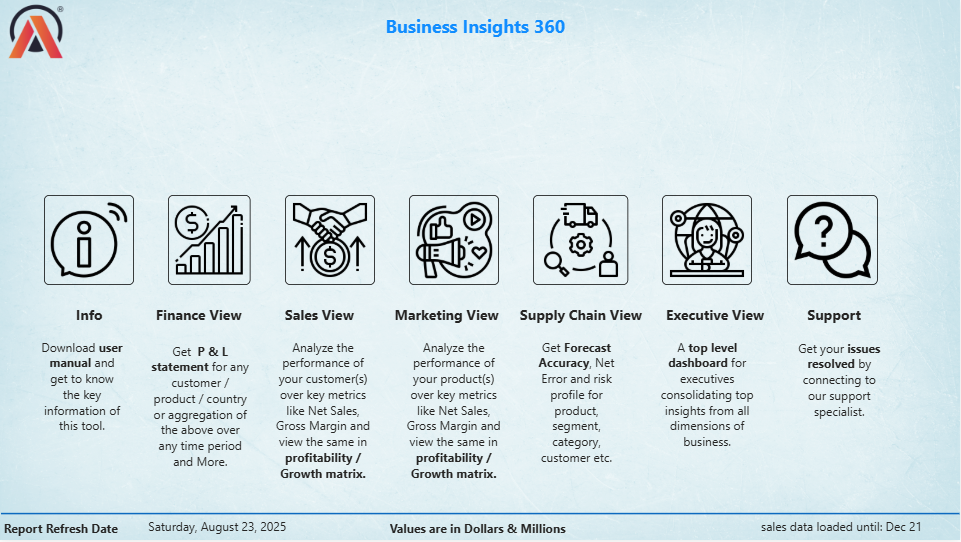 ®
Business Insights 360
Info
Download user
manual and
get to know
the key
information of
this tool.
Finance View
Get P & L
statement for any
customer /
product / country
or aggregation of
the above over
any time period
and More.
Sales View
Analyze the
performance of
your customer(s)
over key metrics
like Net Sales,
Gross Margin and
view the same in
profitability /
Growth matrix.
Marketing View
Analyze the
performance of
your product(s)
over key metrics
like Net Sales,
Gross Margin and
view the same in
profitability /
Growth matrix.
Supply Chain View
Get Forecast
Accuracy, Net
Error and risk
profile for
product,
segment,
category,
customer etc.
Executive View
A top level
dashboard for
executives
consolidating top
insights from all
dimensions of
business.
Support
Get your issues
resolved by
connecting to
our support
specialist.
Report Refresh Date
Saturday, August 23, 2025
Values are in Dollars & Millions
sales data loaded until: Dec 21